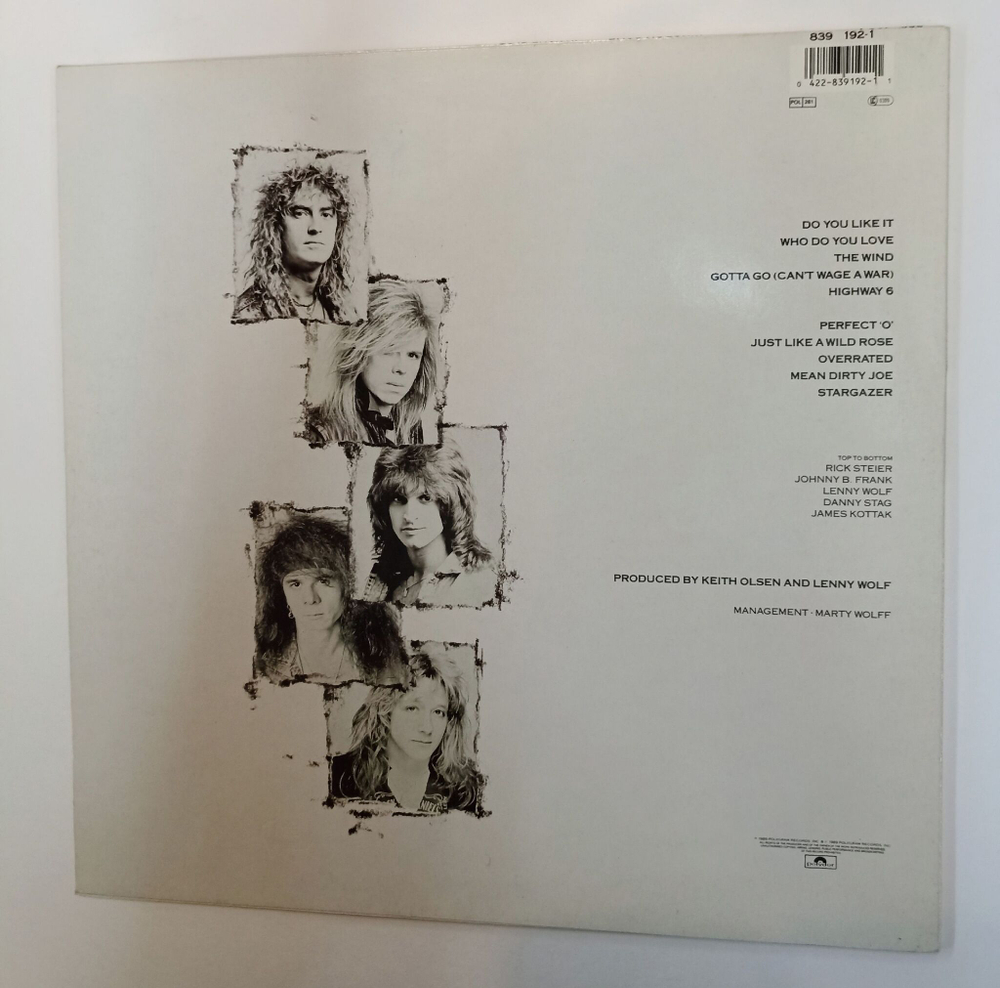 839 192-1
0 422-839192-1 1
POL 281
DO YOU LIKE IT
WHO DO YOU LOVE
THE WIND
GOTTA GO (CAN'T WAGE A WAR)
HIGHWAY 6
PERFECT 'O'
JUST LIKE A WILD ROSE
OVERRATED
MEAN DIRTY JOE
STARGAZER
TOP TO BOTTOM
RICK STEIER
JOHNNY B. FRANK
LENNY WOLF
DANNY STAG
JAMES KOTTAK
PRODUCED BY KEITH OLSEN AND LENNY WOLF
MANAGEMENT - MARTY WOLFF
polydor